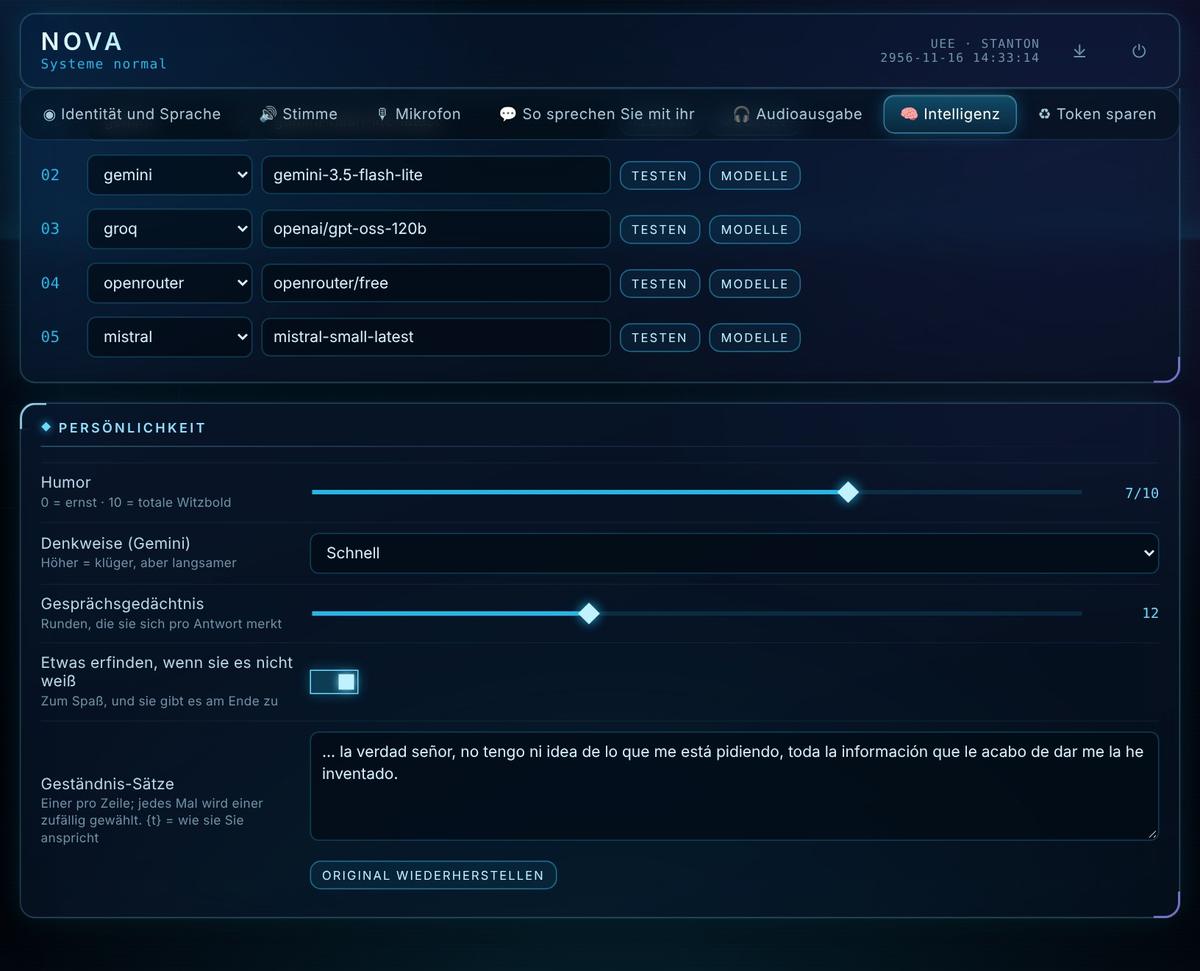 NOVA
Systeme normal
UEE · STANTON
2956-11-16 14:33:14
Identität und Sprache
Stimme
Mikrofon
So sprechen Sie mit ihr
Audioausgabe
Intelligenz
Token sparen
02 gemini gemini-3.5-flash-lite TESTEN MODELLE
03 groq openai/gpt-oss-120b TESTEN MODELLE
04 openrouter openrouter/free TESTEN MODELLE
05 mistral mistral-small-latest TESTEN MODELLE
PERSÖNLICHKEIT
Humor
0 = ernst · 10 = totale Witzbold
7/10
Denkweise (Gemini)
Höher = klüger, aber langsamer
Schnell
Gesprächsgedächtnis
Runden, die sie sich pro Antwort merkt
12
Etwas erfinden, wenn sie es nicht
weiß
Zum Spaß, und sie gibt es am Ende zu
Geständnis-Sätze
Einer pro Zeile; jedes Mal wird einer
zufällig gewählt. {t} = wie sie Sie
anspricht
... la verdad señor, no tengo ni idea de lo que me está pidiendo, toda la información que le acabo de dar me la he
inventado.
ORIGINAL WIEDERHERSTELLEN